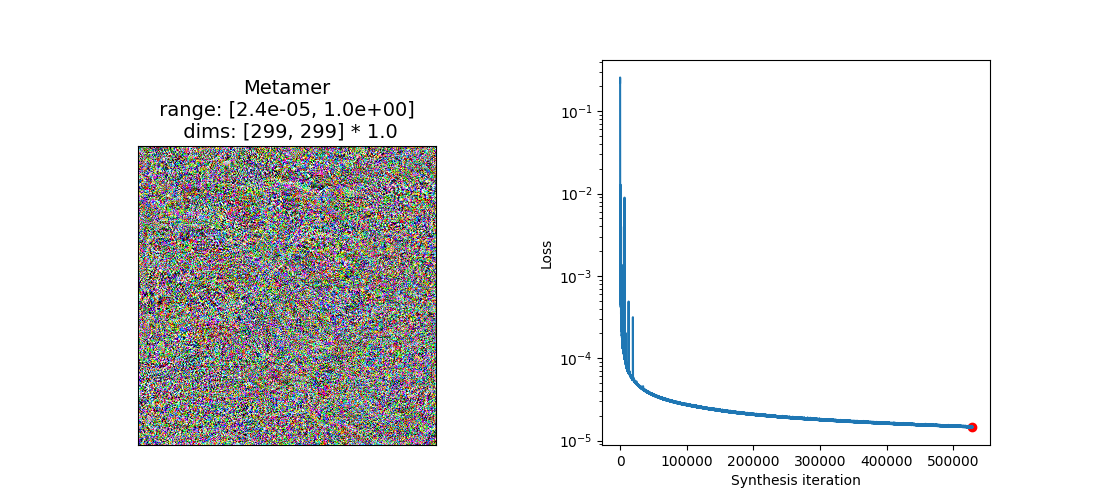 Metamer
range: [2.4e-05, 1.0e+00]
dims: [299, 299] * 1.0
10⁻¹
10⁻²
10⁻³
10⁻⁴
10⁻⁵
Loss
0 100000 200000 300000 400000 500000
Synthesis iteration